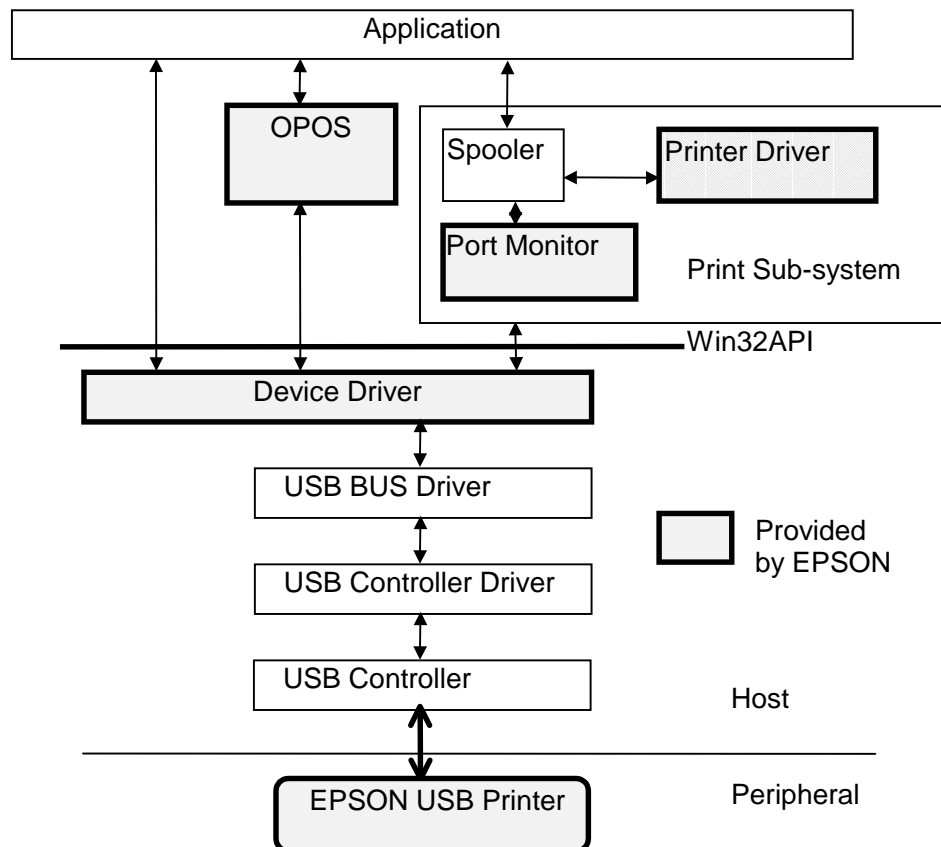 Application
OPOS
Spooler
Printer Driver
Port Monitor
Print Sub-system
Win32API
Device Driver
USB BUS Driver
Provided
by EPSON
USB Controller Driver
USB Controller
Host
Peripheral
EPSON USB Printer